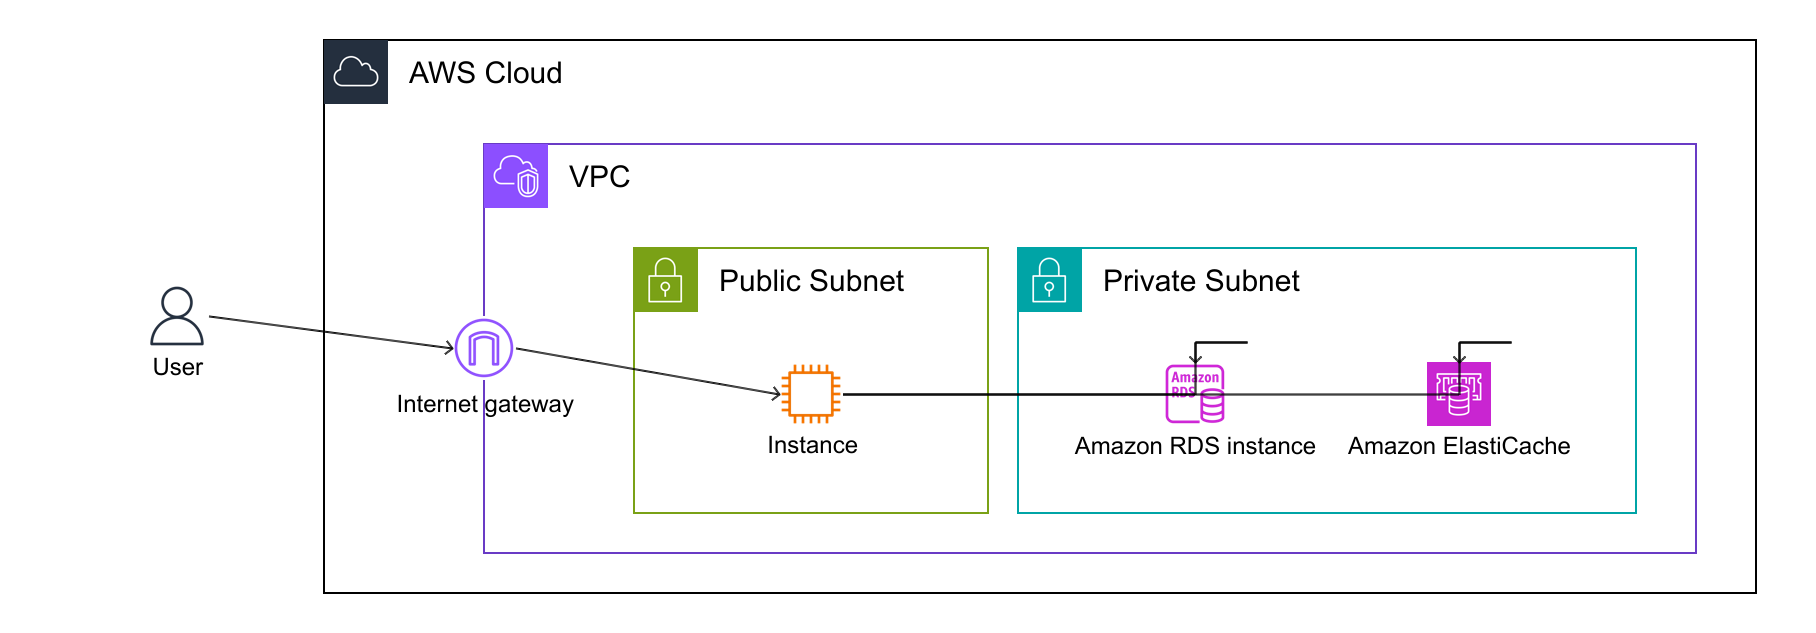 AWS Cloud
VPC
Public Subnet
Private Subnet
User
Internet gateway
Instance
Amazon
RDS
Amazon RDS instance
Amazon ElastiCache